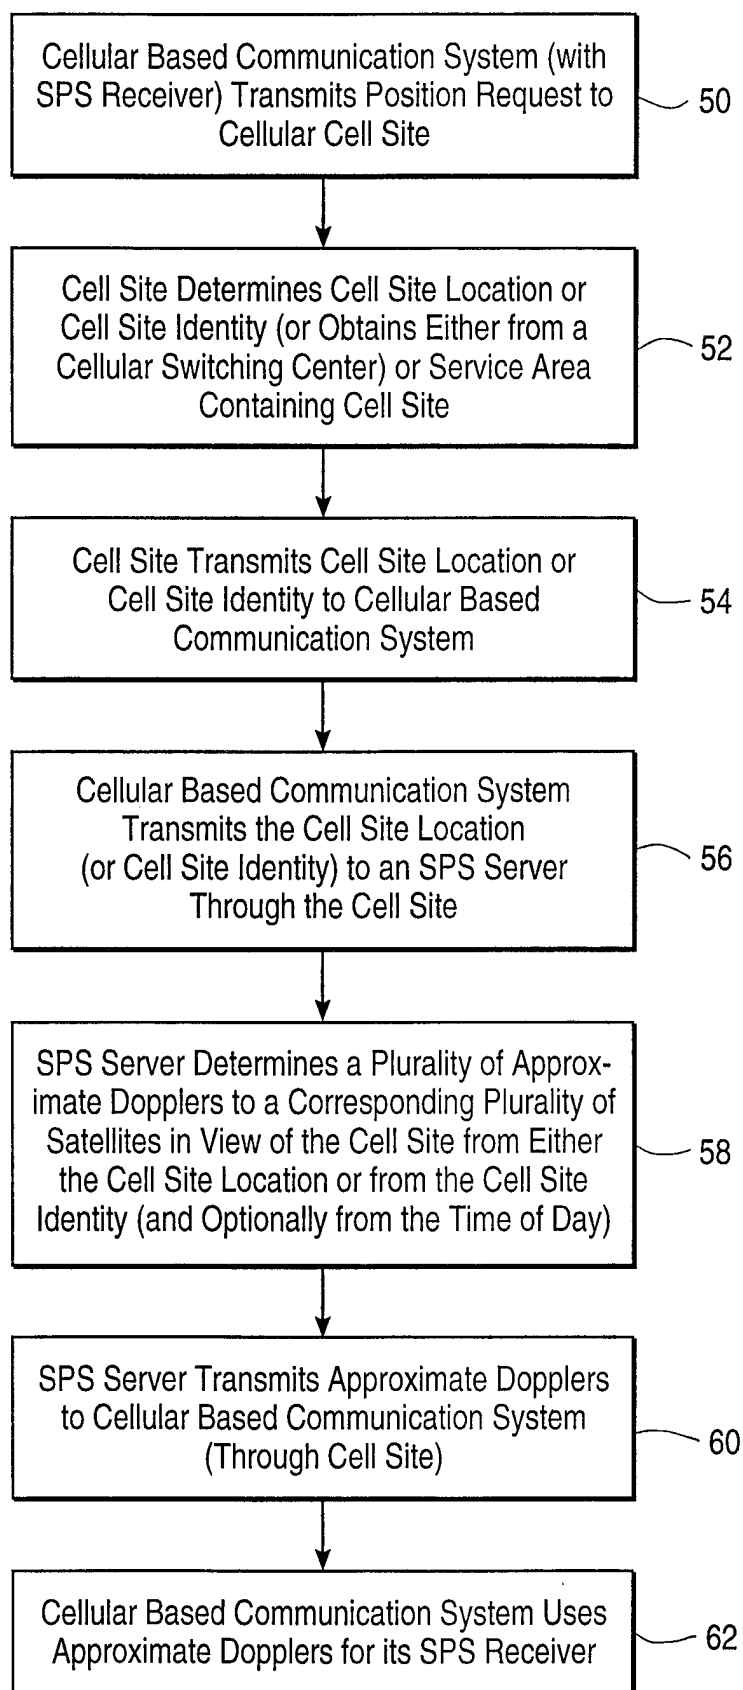 Cellular Based Communication System (with
SPS Receiver) Transmits Position Request to
Cellular Cell Site
50
Cell Site Determines Cell Site Location or
Cell Site Identity (or Obtains Either from a
Cellular Switching Center) or Service Area
Containing Cell Site
52
Cell Site Transmits Cell Site Location or
Cell Site Identity to Cellular Based
Communication System
54
Cellular Based Communication System
Transmits the Cell Site Location
(or Cell Site Identity) to an SPS Server
Through the Cell Site
56
SPS Server Determines a Plurality of Approx-
imate Dopplers to a Corresponding Plurality of
Satellites in View of the Cell Site from Either
the Cell Site Location or from the Cell Site
Identity (and Optionally from the Time of Day)
58
SPS Server Transmits Approximate Dopplers
to Cellular Based Communication System
(Through Cell Site)
60
Cellular Based Communication System Uses
Approximate Dopplers for its SPS Receiver
62